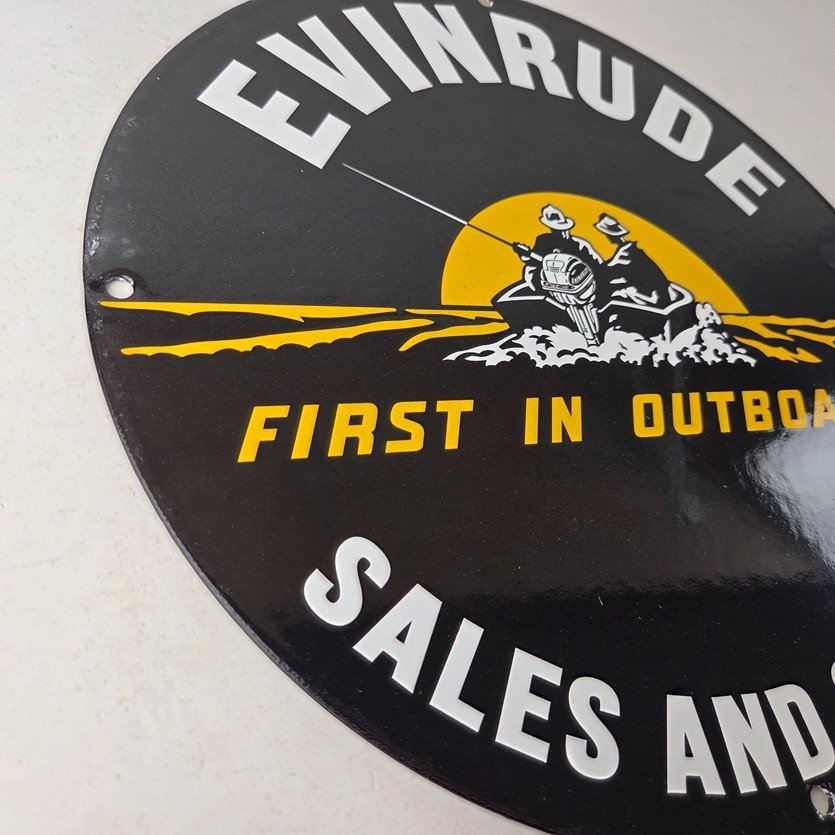 EVINRUDE
FIRST IN OUTBOA
SALES AND